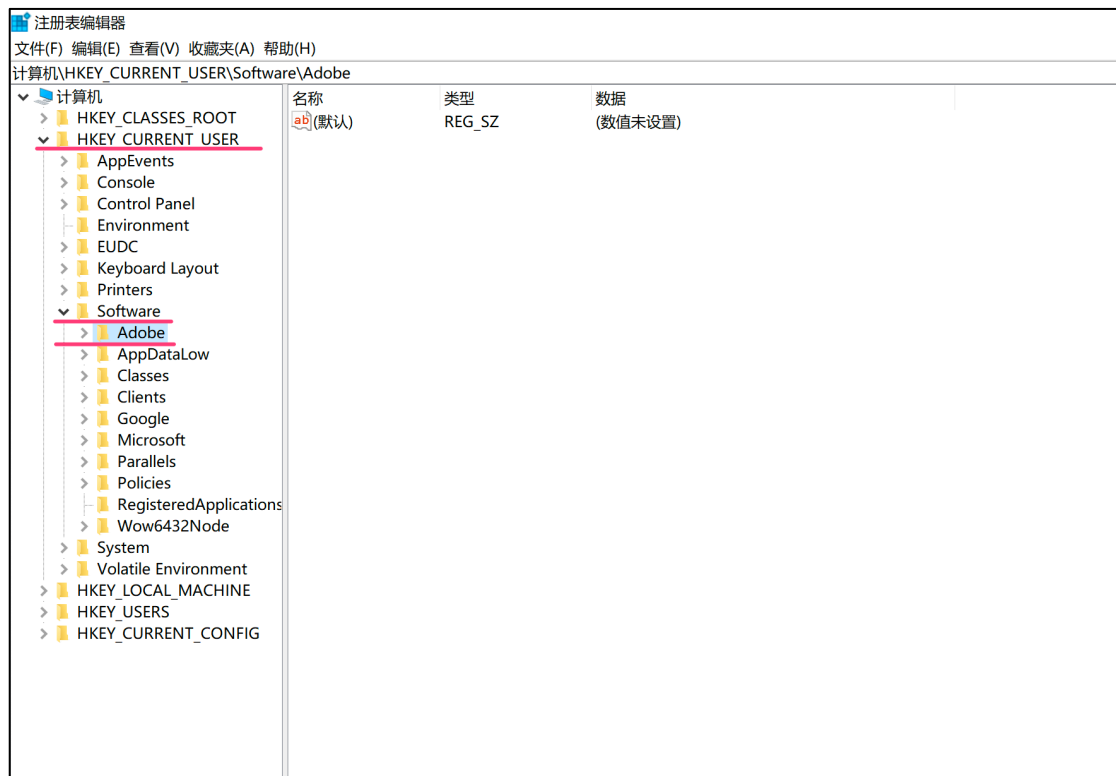 注册表编辑器
文件(F) 编辑(E) 查看(V) 收藏夹(A) 帮助(H)
计算机\HKEY_CURRENT_USER\Software\Adobe
计算机
HKEY_CLASSES_ROOT
HKEY_CURRENT_USER
AppEvents
Console
Control Panel
Environment
EUDC
Keyboard Layout
Printers
Software
Adobe
AppDataLow
Classes
Clients
Google
Microsoft
Parallels
Policies
RegisteredApplications
Wow6432Node
System
Volatile Environment
HKEY_LOCAL_MACHINE
HKEY_USERS
HKEY_CURRENT_CONFIG
名称 类型 数据
ab (默认) REG_SZ (数值未设置)